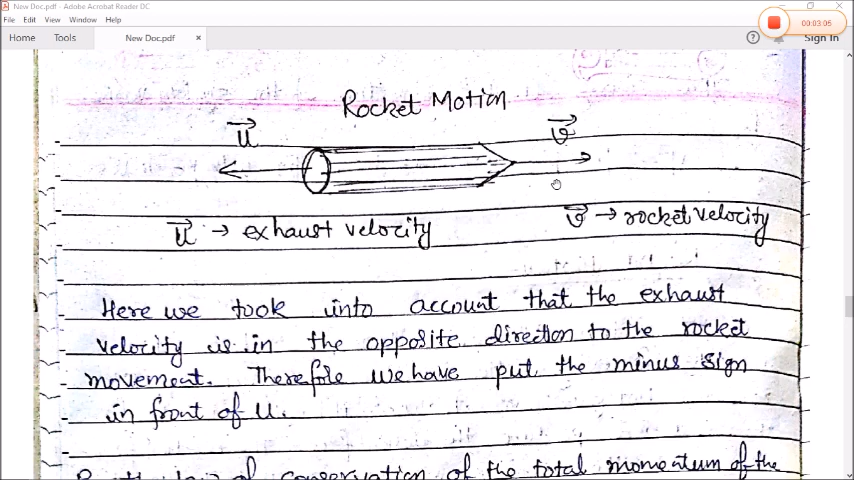 New Doc.pdf - Adobe Acrobat Reader DC
File Edit View Window Help
Home Tools New Doc.pdf × Sign In
00:03:05
Rocket Motion
u v
u → exhaust velocity v → rocket velocity
Here we took into account that the exhaust
velocity is in the opposite direction to the rocket
movement. Therefore we have put the minus sign
in front of u.
of conservation of the total momentum of the